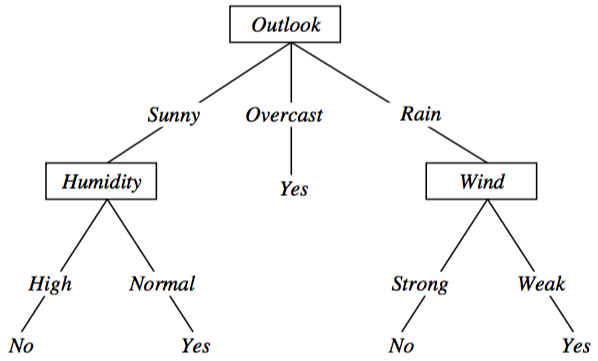 Outlook
Sunny Overcast Rain
Humidity Yes Wind
High Normal Strong Weak
No Yes No Yes